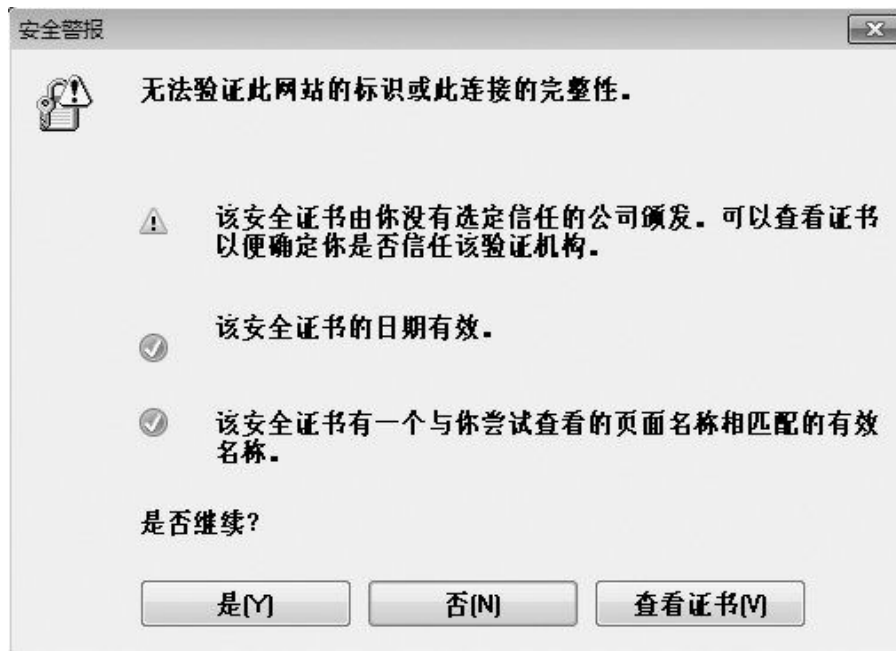 安全警报
无法验证此网站的标识或此连接的完整性。
该安全证书由你没有选定信任的公司颁发。可以查看证书
以便确定你是否信任该验证机构。
该安全证书的日期有效。
该安全证书有一个与你尝试查看的页面名称相匹配的有效
名称。
是否继续?
是(Y)
否(N)
查看证书(V)